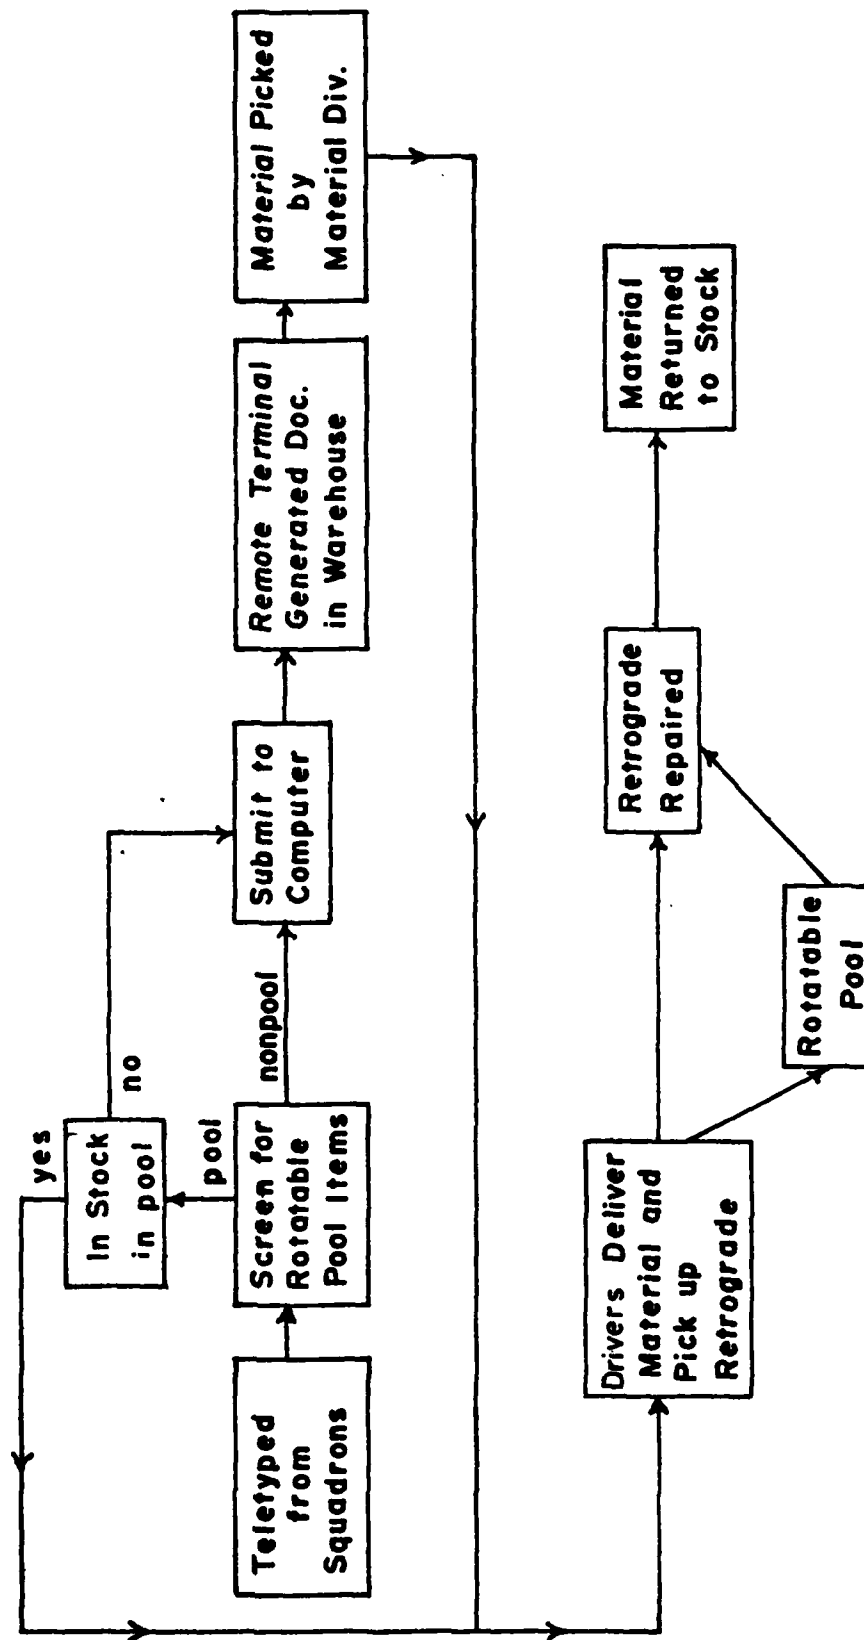 yes
In Stock
in pool
no
pool
Teletyped
from
Squadrons
Screen for
Rotatable
Pool Items
nonpool
Submit to
Computer
Remote Terminal
Generated Doc.
in Warehouse
Material Picked
by
Material Div.
Drivers Deliver
Material and
Pick up
Retrograde
Rotatable
Pool
Retrograde
Repaired
Material
Returned
to Stock